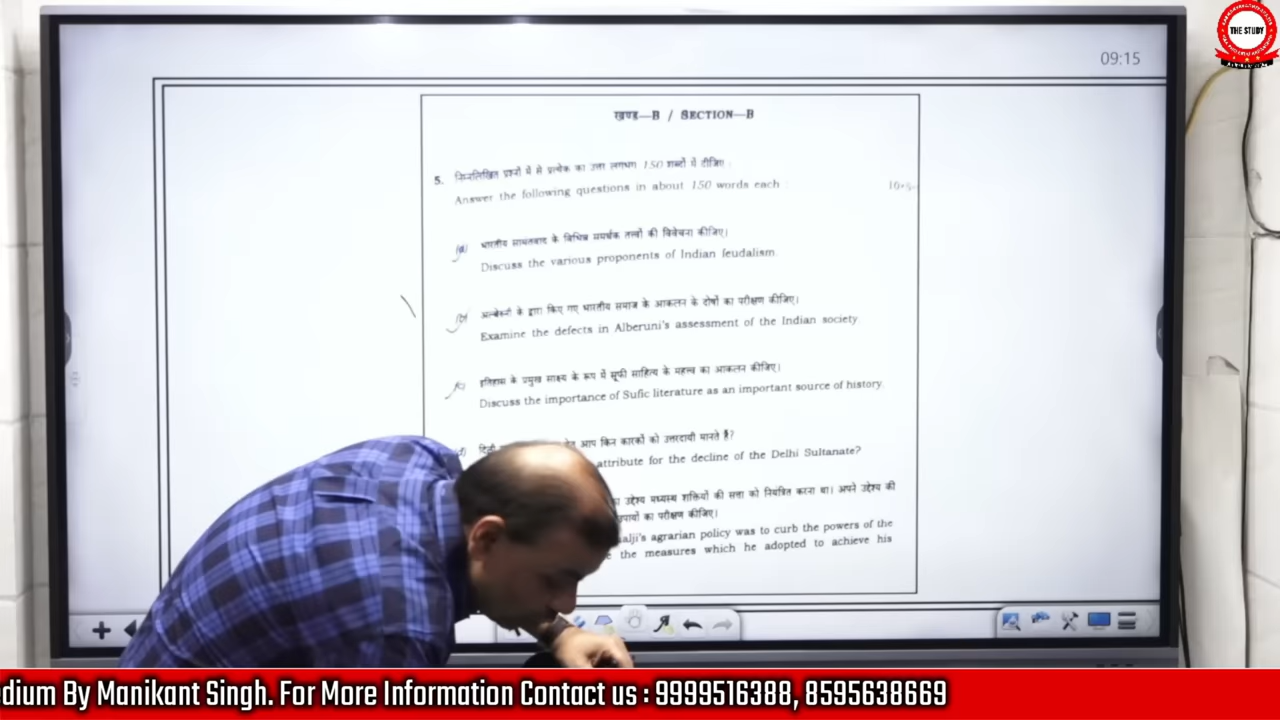 THE STUDY
09:15
खण्ड—B / SECTION—B
5. निम्नलिखित प्रश्नों में से प्रत्येक का उत्तर लगभग 150 शब्दों में दीजिए :
Answer the following questions in about 150 words each :
(a) भारतीय सामंतवाद के विभिन्न समर्थक तत्वों की विवेचना कीजिए।
Discuss the various proponents of Indian feudalism.
(b) अल्बेरुनी के द्वारा किए गए भारतीय समाज के आकलन के दोषों का परीक्षण कीजिए।
Examine the defects in Alberuni's assessment of the Indian society.
(c) इतिहास के प्रमुख साक्ष्य के रूप में सूफी साहित्य के महत्त्व का आकलन कीजिए।
Discuss the importance of Sufic literature as an important source of history.
(d) आप किन कारकों को उत्तरदायी मानते हैं?
attribute for the decline of the Delhi Sultanate?
का उद्देश्य मध्यस्थ शक्तियों की सत्ता को नियंत्रित करना था। अपने उद्देश्य की
उपायों का परीक्षण कीजिए।
alji's agrarian policy was to curb the powers of the
the measures which he adopted to achieve his
edium By Manikant Singh. For More Information Contact us : 9999516388, 8595638669